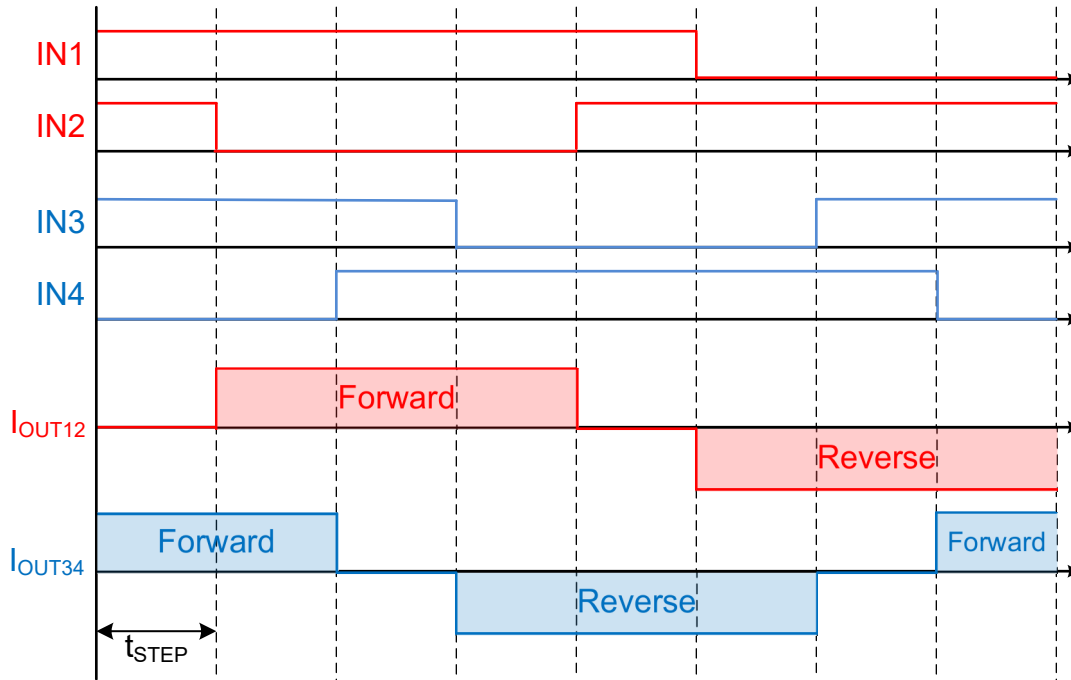 IN1
IN2
IN3
IN4
Forward
IOUT12
Reverse
Forward
Forward
IOUT34
Reverse
tSTEP